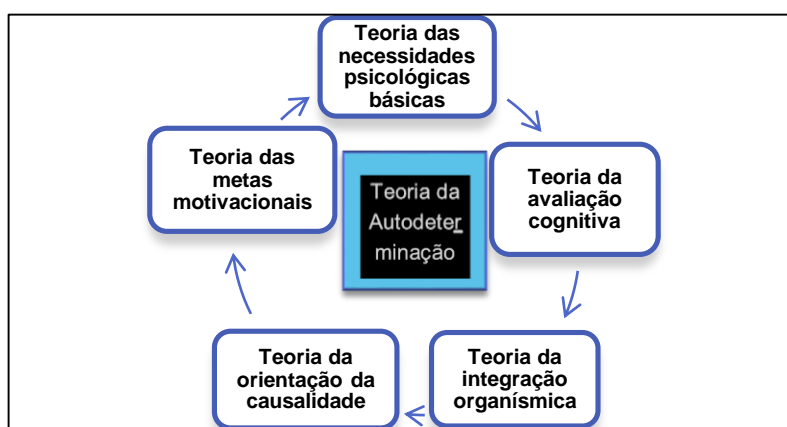 Teoria das
necessidades
psicológicas
básicas
Teoria das
metas
motivacionais
Teoria da
Autodeter
minação
Teoria da
avaliação
cognitiva
Teoria da
orientação da
causalidade
Teoria da
integração
organísmica